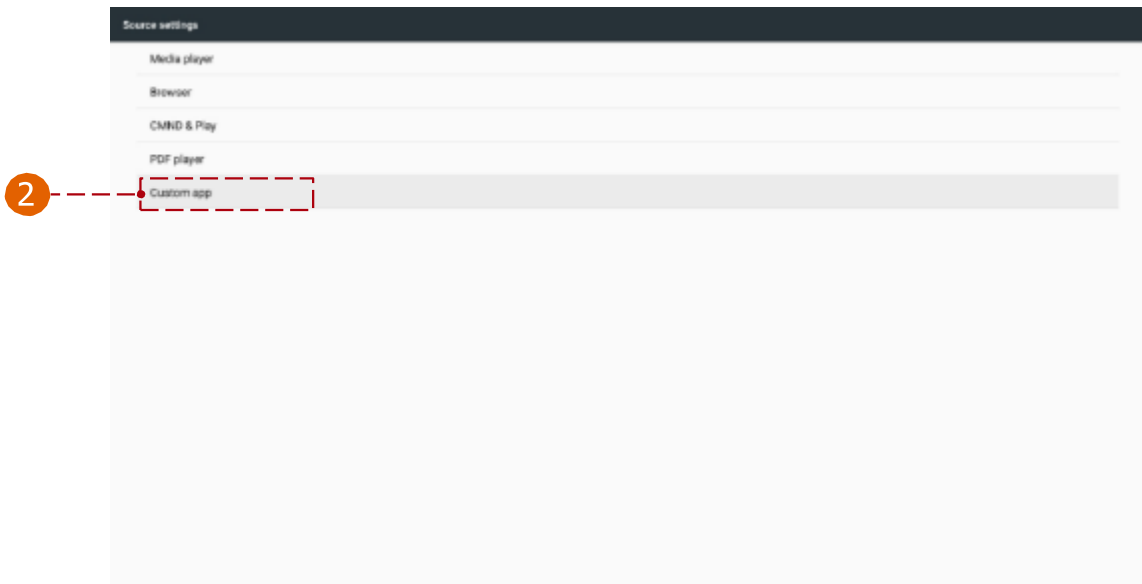 Source settings
Media player
Browser
CMND & Play
PDF player
2
Custom app